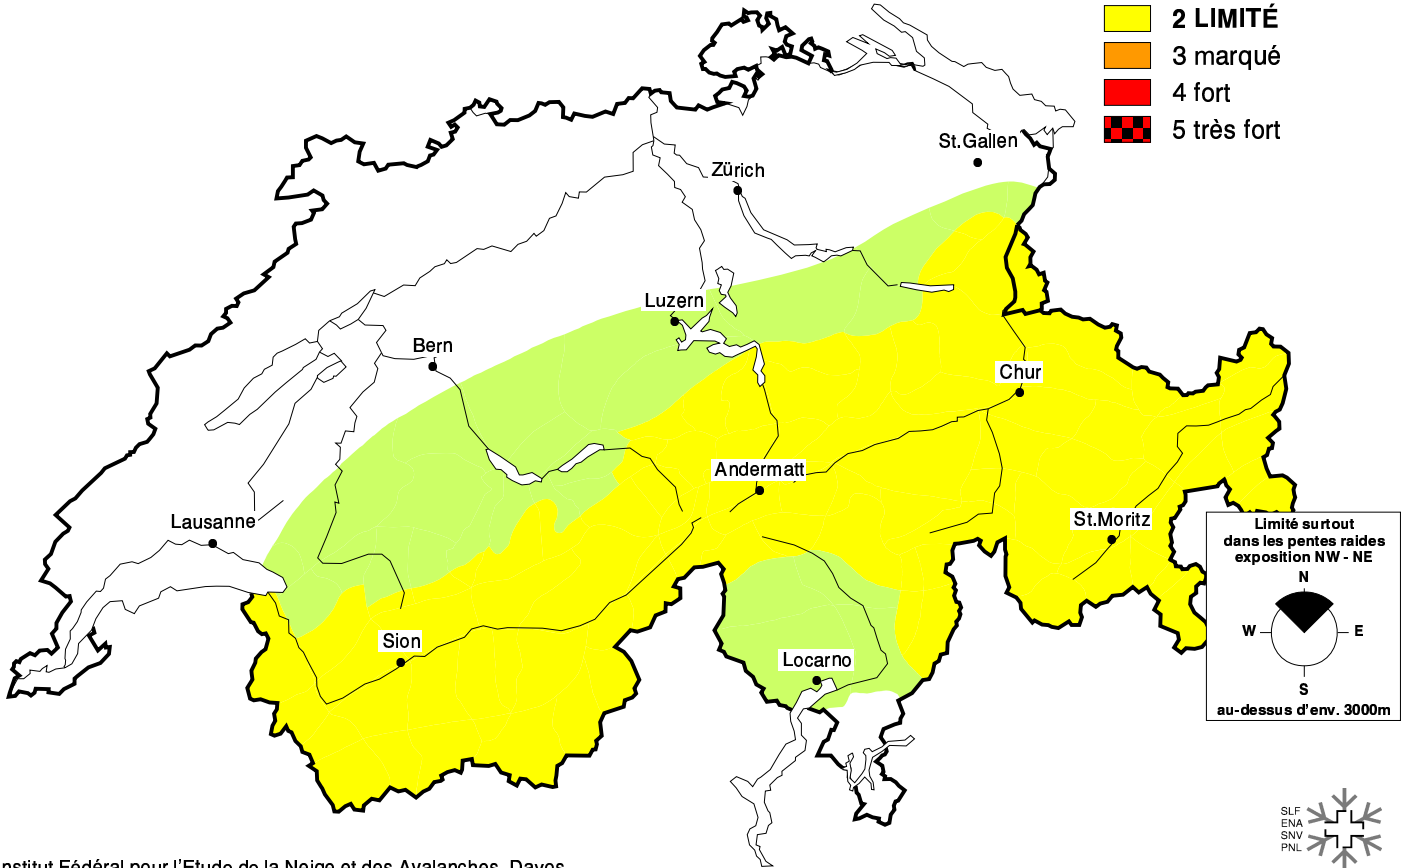 2 LIMITÉ
3 marqué
4 fort
5 très fort
St.Gallen
Zürich
Luzern
Bern
Chur
Andermatt
Lausanne
St.Moritz
Limité surtout
dans les pentes raides
exposition NW - NE
N
W E
S
au-dessus d'env. 3000m
Sion
Locarno
SLF
ENA
SNV
PNL
nstitut Fédéral pour l'Etude de la Neige et des Avalanches, Davos